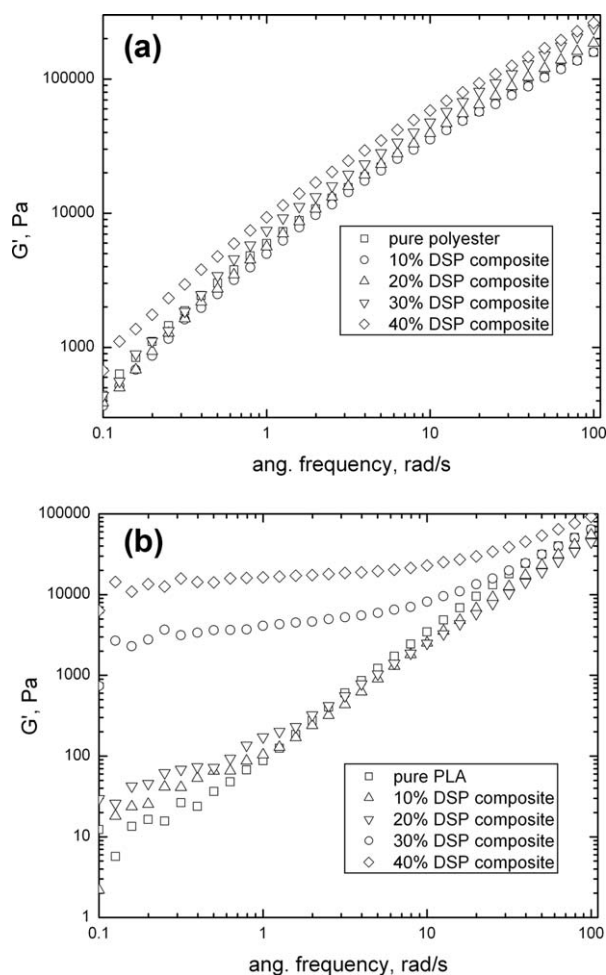 (a)
100000
10000
1000
G', Pa
pure polyester
10% DSP composite
20% DSP composite
30% DSP composite
40% DSP composite
0.1
1
10
100
ang. frequency, rad/s
(b)
100000
10000
1000
100
10
1
G', Pa
pure PLA
10% DSP composite
20% DSP composite
30% DSP composite
40% DSP composite
0.1
1
10
100
ang. frequency, rad/s